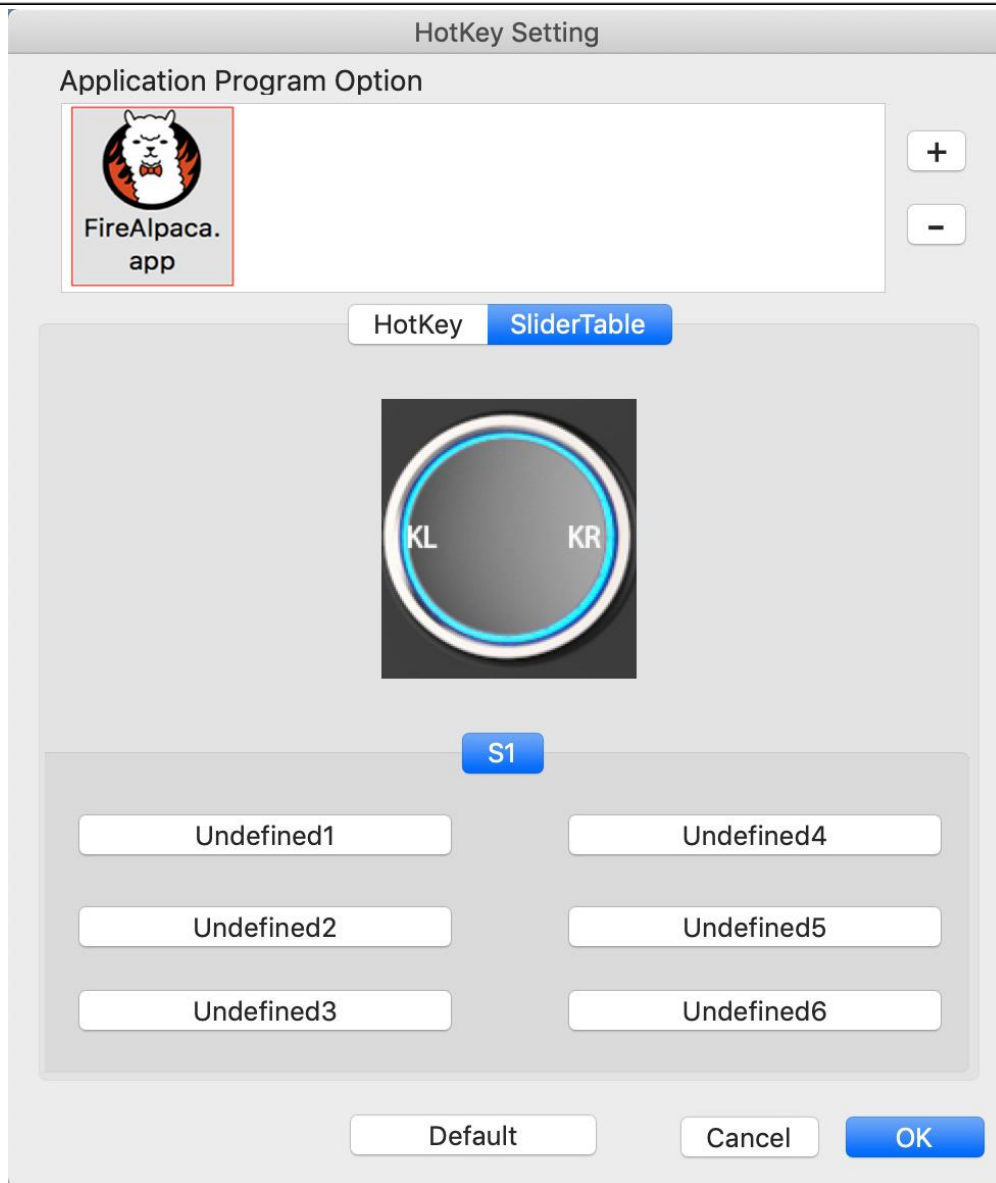 HotKey Setting
Application Program Option
FireAlpaca.
app
+
-
HotKey
SliderTable
KL
KR
S1
Undefined1
Undefined4
Undefined2
Undefined5
Undefined3
Undefined6
Default
Cancel
OK